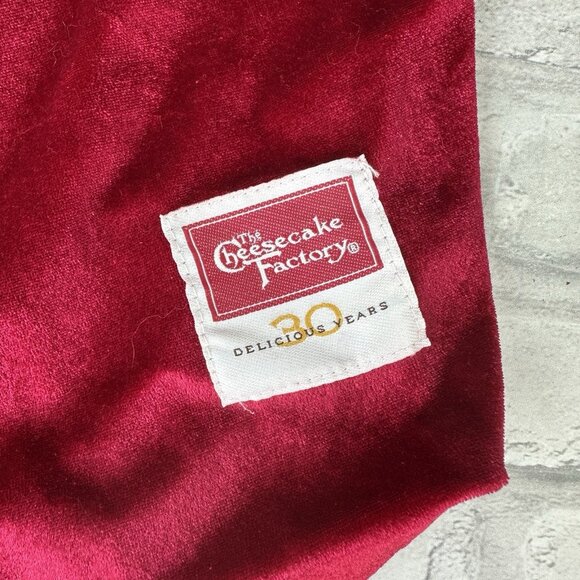 The
Cheesecake
Factory®
30
DELICIOUS YEARS